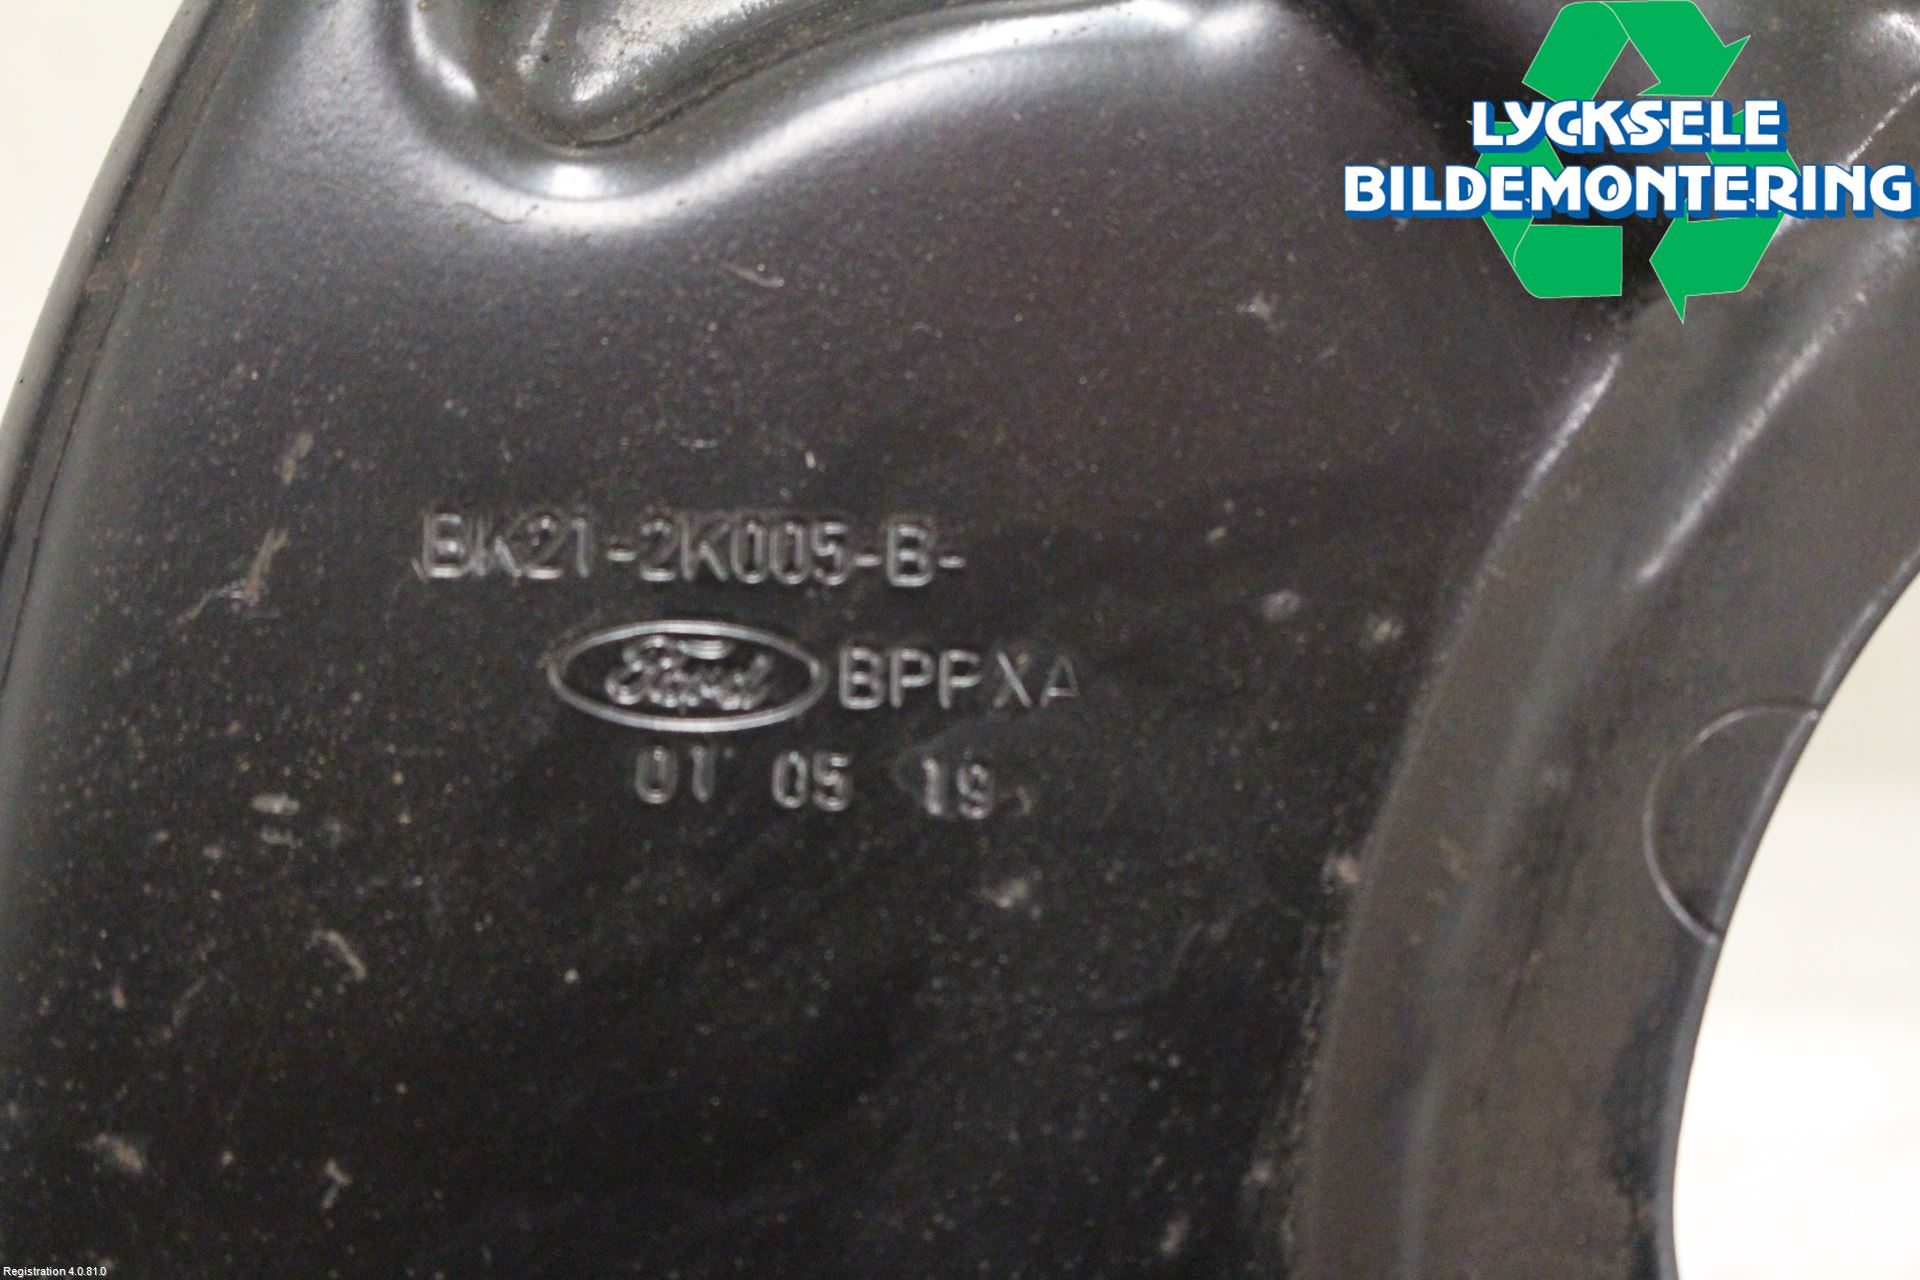 LYCKSELE
BILDEMONTERING
BK21-2K005-B-
Ford BPPXA
01 05 19
Registration 4.0.81.0